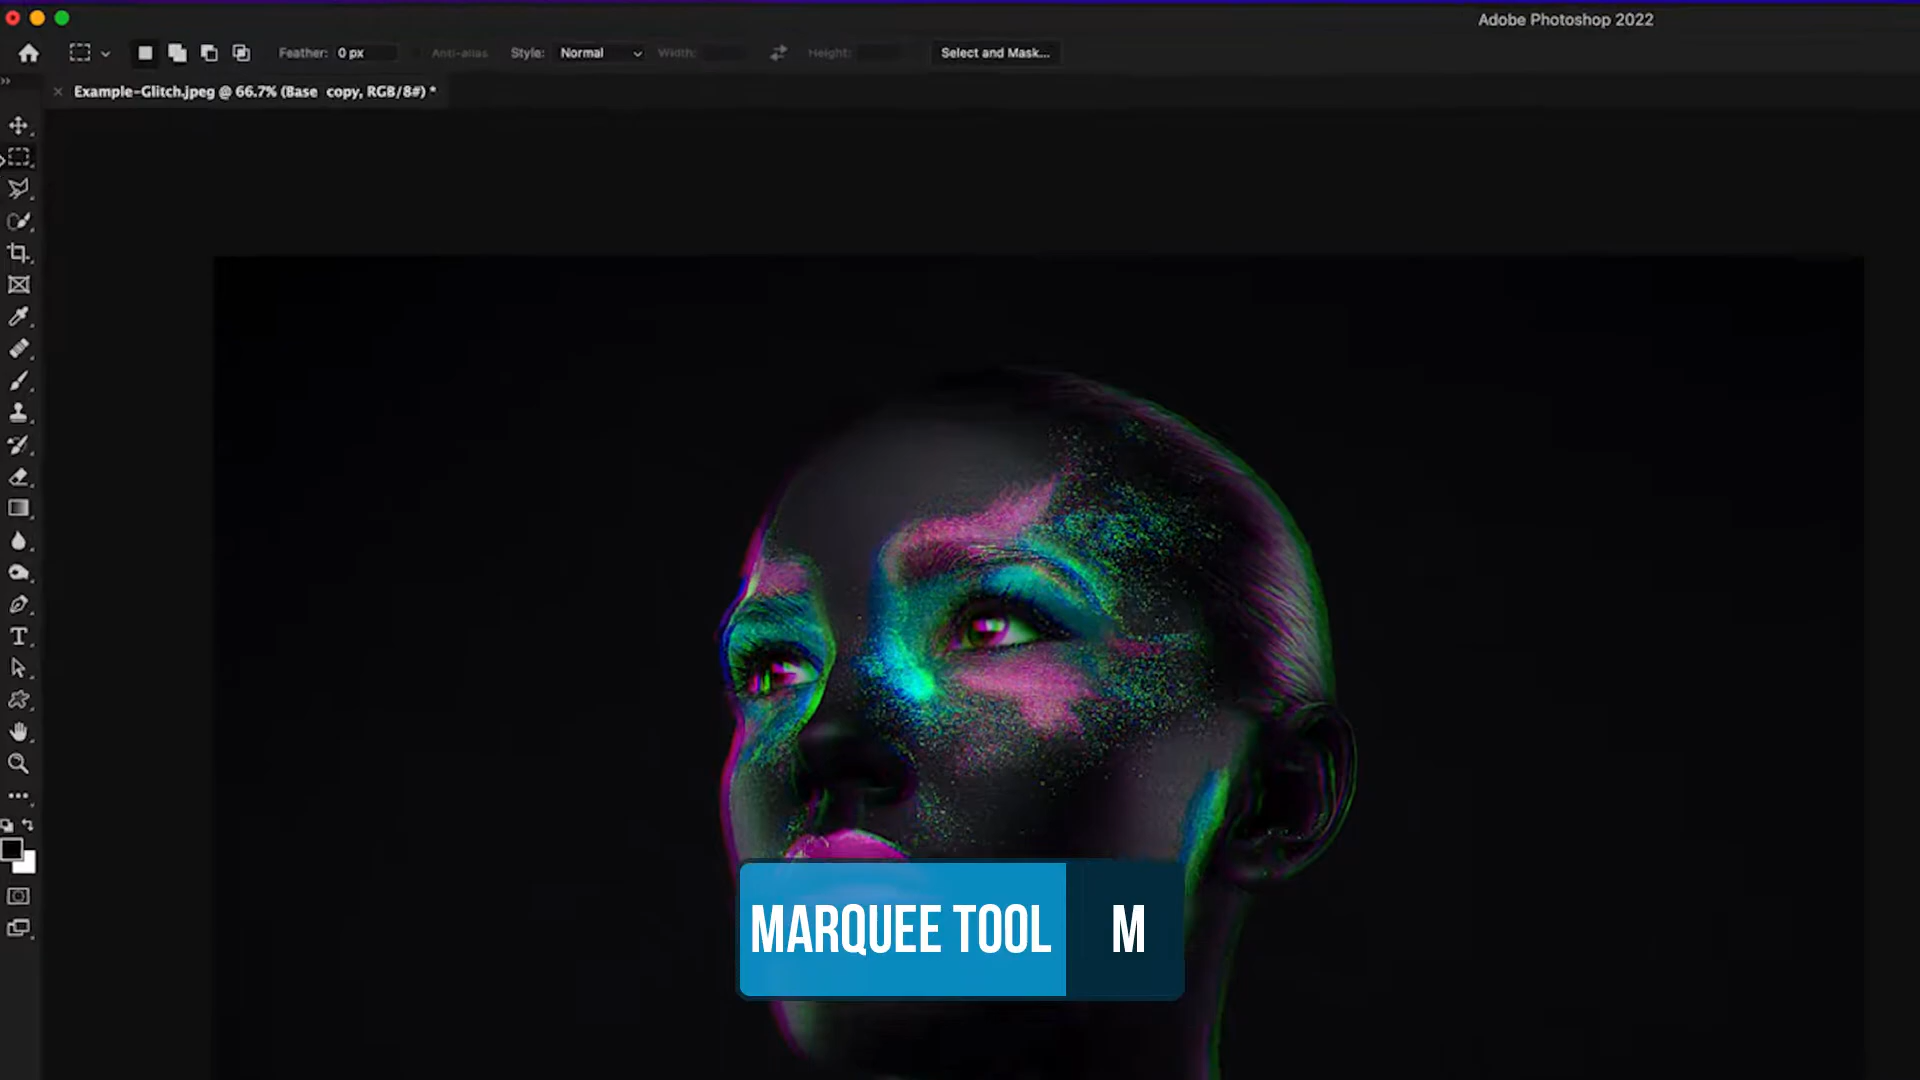 Adobe Photoshop 2022
Feather: 0 px Anti-alias Style: Normal Width: Height: Select and Mask...
Example-Glitch.jpeg @ 66.7% (Base copy, RGB/8#) *
MARQUEE TOOL M